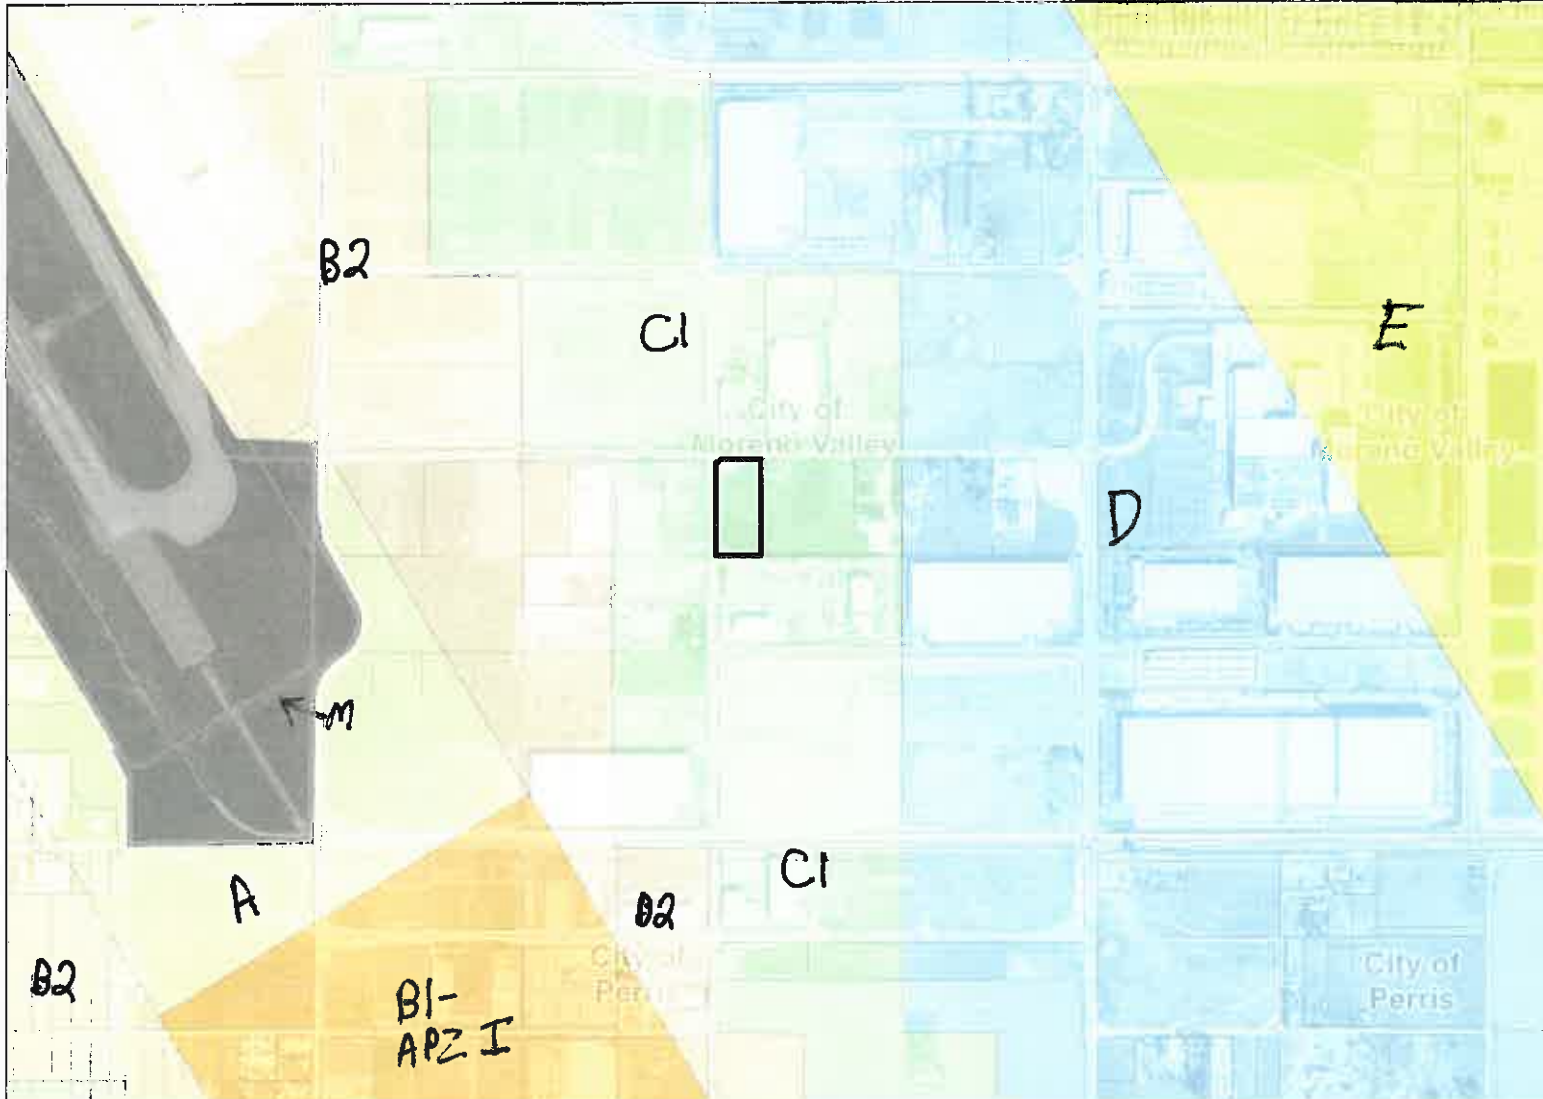 B2
C1
E
City of
Moreno Valley
City of
Moreno Valley
D
M
A
C1
B2
B2
City of
Perris
B1-
APZ I
City of
Perris